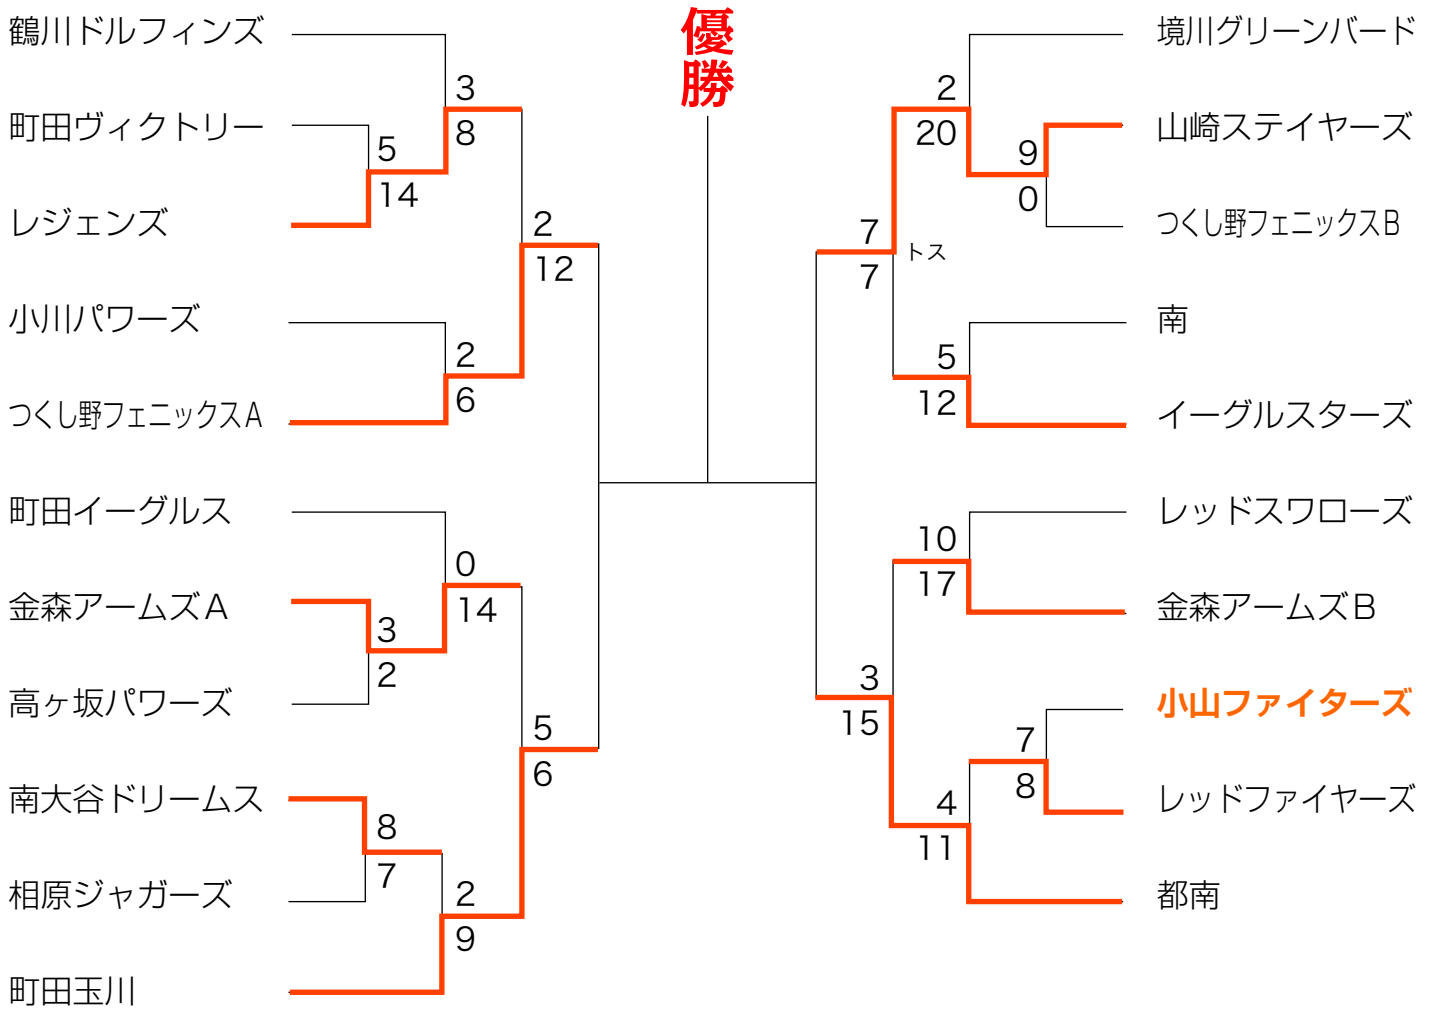 優勝
鶴川ドルフィンズ
町田ヴィクトリー
レジェンズ
小川パワーズ
つくし野フェニックスA
町田イーグルス
金森アームズA
高ヶ坂パワーズ
南大谷ドリームス
相原ジャガーズ
町田玉川
3
8
5
14
2
12
2
6
0
14
3
2
5
6
8
7
2
9
2
20
9
0
7
7
トス
5
12
10
17
3
15
7
8
4
11
境川グリーンバード
山崎ステイヤーズ
つくし野フェニックスB
南
イーグルスターズ
レッドスワローズ
金森アームズB
小山ファイターズ
レッドファイヤーズ
都南